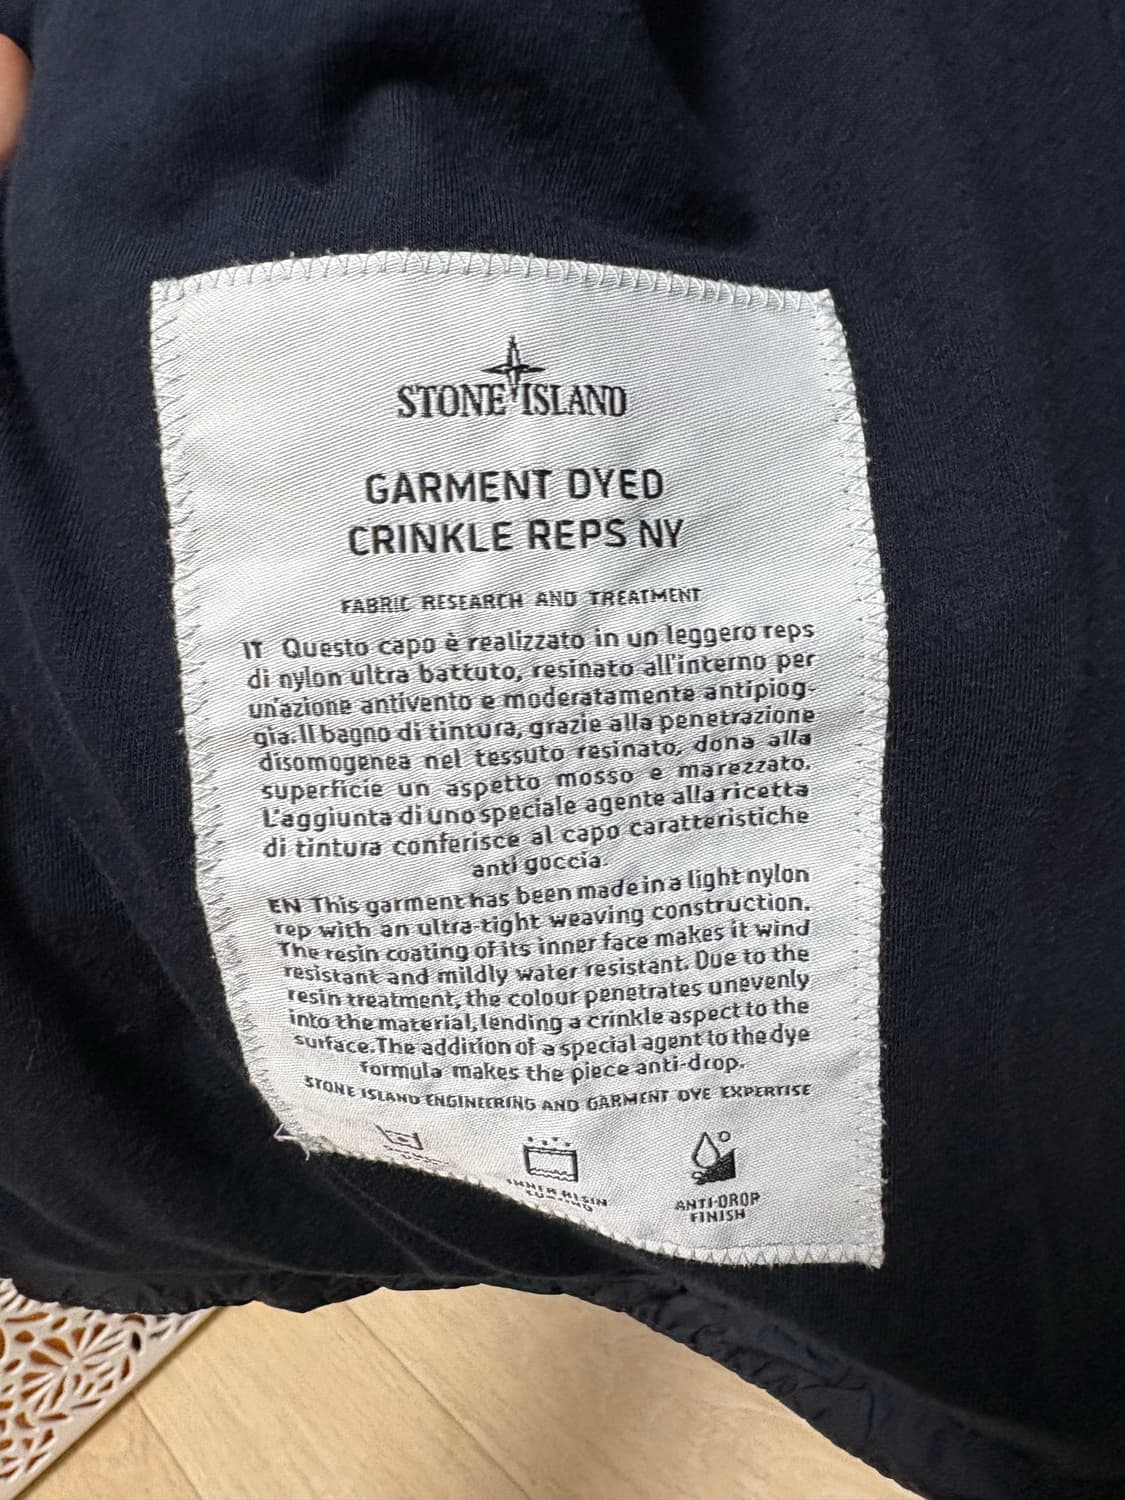 STONE ISLAND
GARMENT DYED
CRINKLE REPS NY
FABRIC RESEARCH AND TREATMENT
IT Questo capo è realizzato in un leggero reps
di nylon ultra battuto, resinato all'interno per
un'azione antivento e moderatamente antipiog-
gia. Il bagno di tintura, grazie alla penetrazione
disomogenea nel tessuto resinato, dona alla
superficie un aspetto mosso e marezzato.
L'aggiunta di uno speciale agente alla ricetta
di tintura conferisce al capo caratteristiche
anti goccia.
EN This garment has been made in a light nylon
rep with an ultra-tight weaving construction.
The resin coating of its inner face makes it wind
resistant and mildly water resistant. Due to the
resin treatment, the colour penetrates unevenly
into the material, lending a crinkle aspect to the
surface. The addition of a special agent to the dye
formula makes the piece anti-drop.
STONE ISLAND ENGINEERING AND GARMENT DYE EXPERTISE
INNER RESIN
ANTI-DROP
FINISH